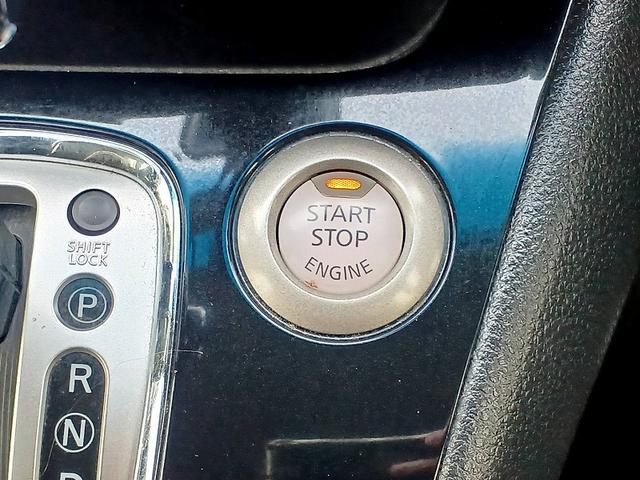 START
STOP
ENGINE
SHIFT
LOCK
P
R
N